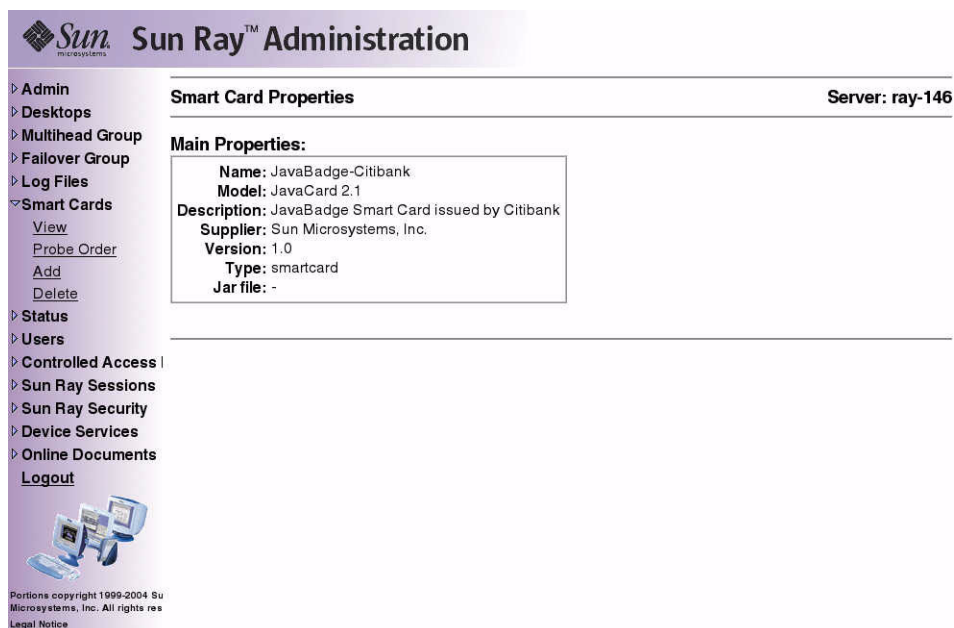 Sun microsystems Sun Ray™ Administration
Admin
Desktops
Multihead Group
Failover Group
Log Files
Smart Cards
View
Probe Order
Add
Delete
Status
Users
Controlled Access
Sun Ray Sessions
Sun Ray Security
Device Services
Online Documents
Logout
Portions copyright 1999-2004 Su
Microsystems, Inc. All rights res
Legal Notice
Smart Card Properties Server: ray-146
Main Properties:
Name: JavaBadge-Citibank
Model: JavaCard 2.1
Description: JavaBadge Smart Card issued by Citibank
Supplier: Sun Microsystems, Inc.
Version: 1.0
Type: smartcard
Jar file: -